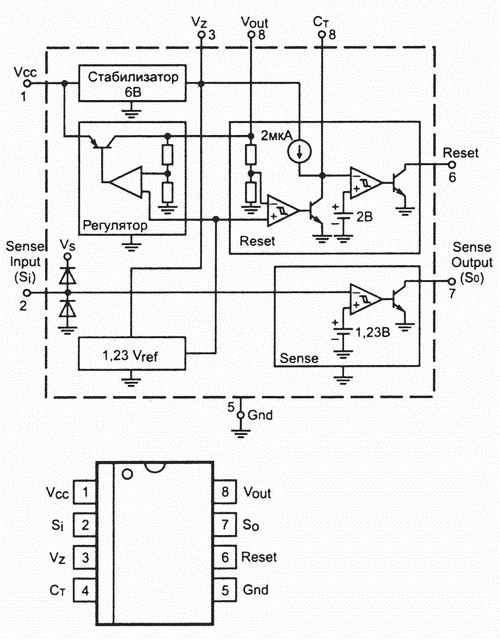 Vz Vout Cт
3 8 8
Vcc
1
Стабилизатор
6В
2мкА
Reset
6
+
−
2В
Регулятор
Reset
Sense
Input
(Si)
2
Vs
Sense
Output
(So)
7
+
−
1,23В
1,23 Vref
Sense
5 Gnd
Vcc 1 8 Vout
Si 2 7 So
Vz 3 6 Reset
Cт 4 5 Gnd